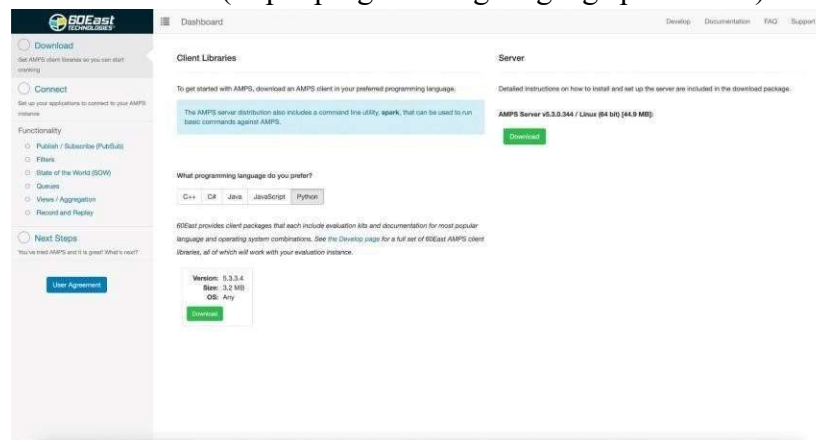 60East
TECHNOLOGIES
Dashboard
Develop Documentation FAQ Support
Download
Get AMPS client libraries so you can start
cranking
Connect
Set up your applications to connect to your AMPS
instance
Functionality
Publish / Subscribe (PubSub)
Filters
State of the World (SOW)
Queues
Views / Aggregation
Record and Replay
Next Steps
You've tried AMPS and it is great! What's next?
User Agreement
Client Libraries
To get started with AMPS, download an AMPS client in your preferred programming language.
The AMPS server distribution also includes a command line utility, spark, that can be used to run
basic commands against AMPS.
What programming language do you prefer?
C++ C# Java JavaScript Python
60East provides client packages that each include evaluation kits and documentation for most popular
language and operating system combinations. See the Develop page for a full set of 60East AMPS client
libraries, all of which will work with your evaluation instance.
Version: 5.3.3.4
Size: 3.2 MB
OS: Any
Download
Server
Detailed instructions on how to install and set up the server are included in the download package.
AMPS Server v5.3.0.344 / Linux (64 bit) [44.9 MB]:
Download